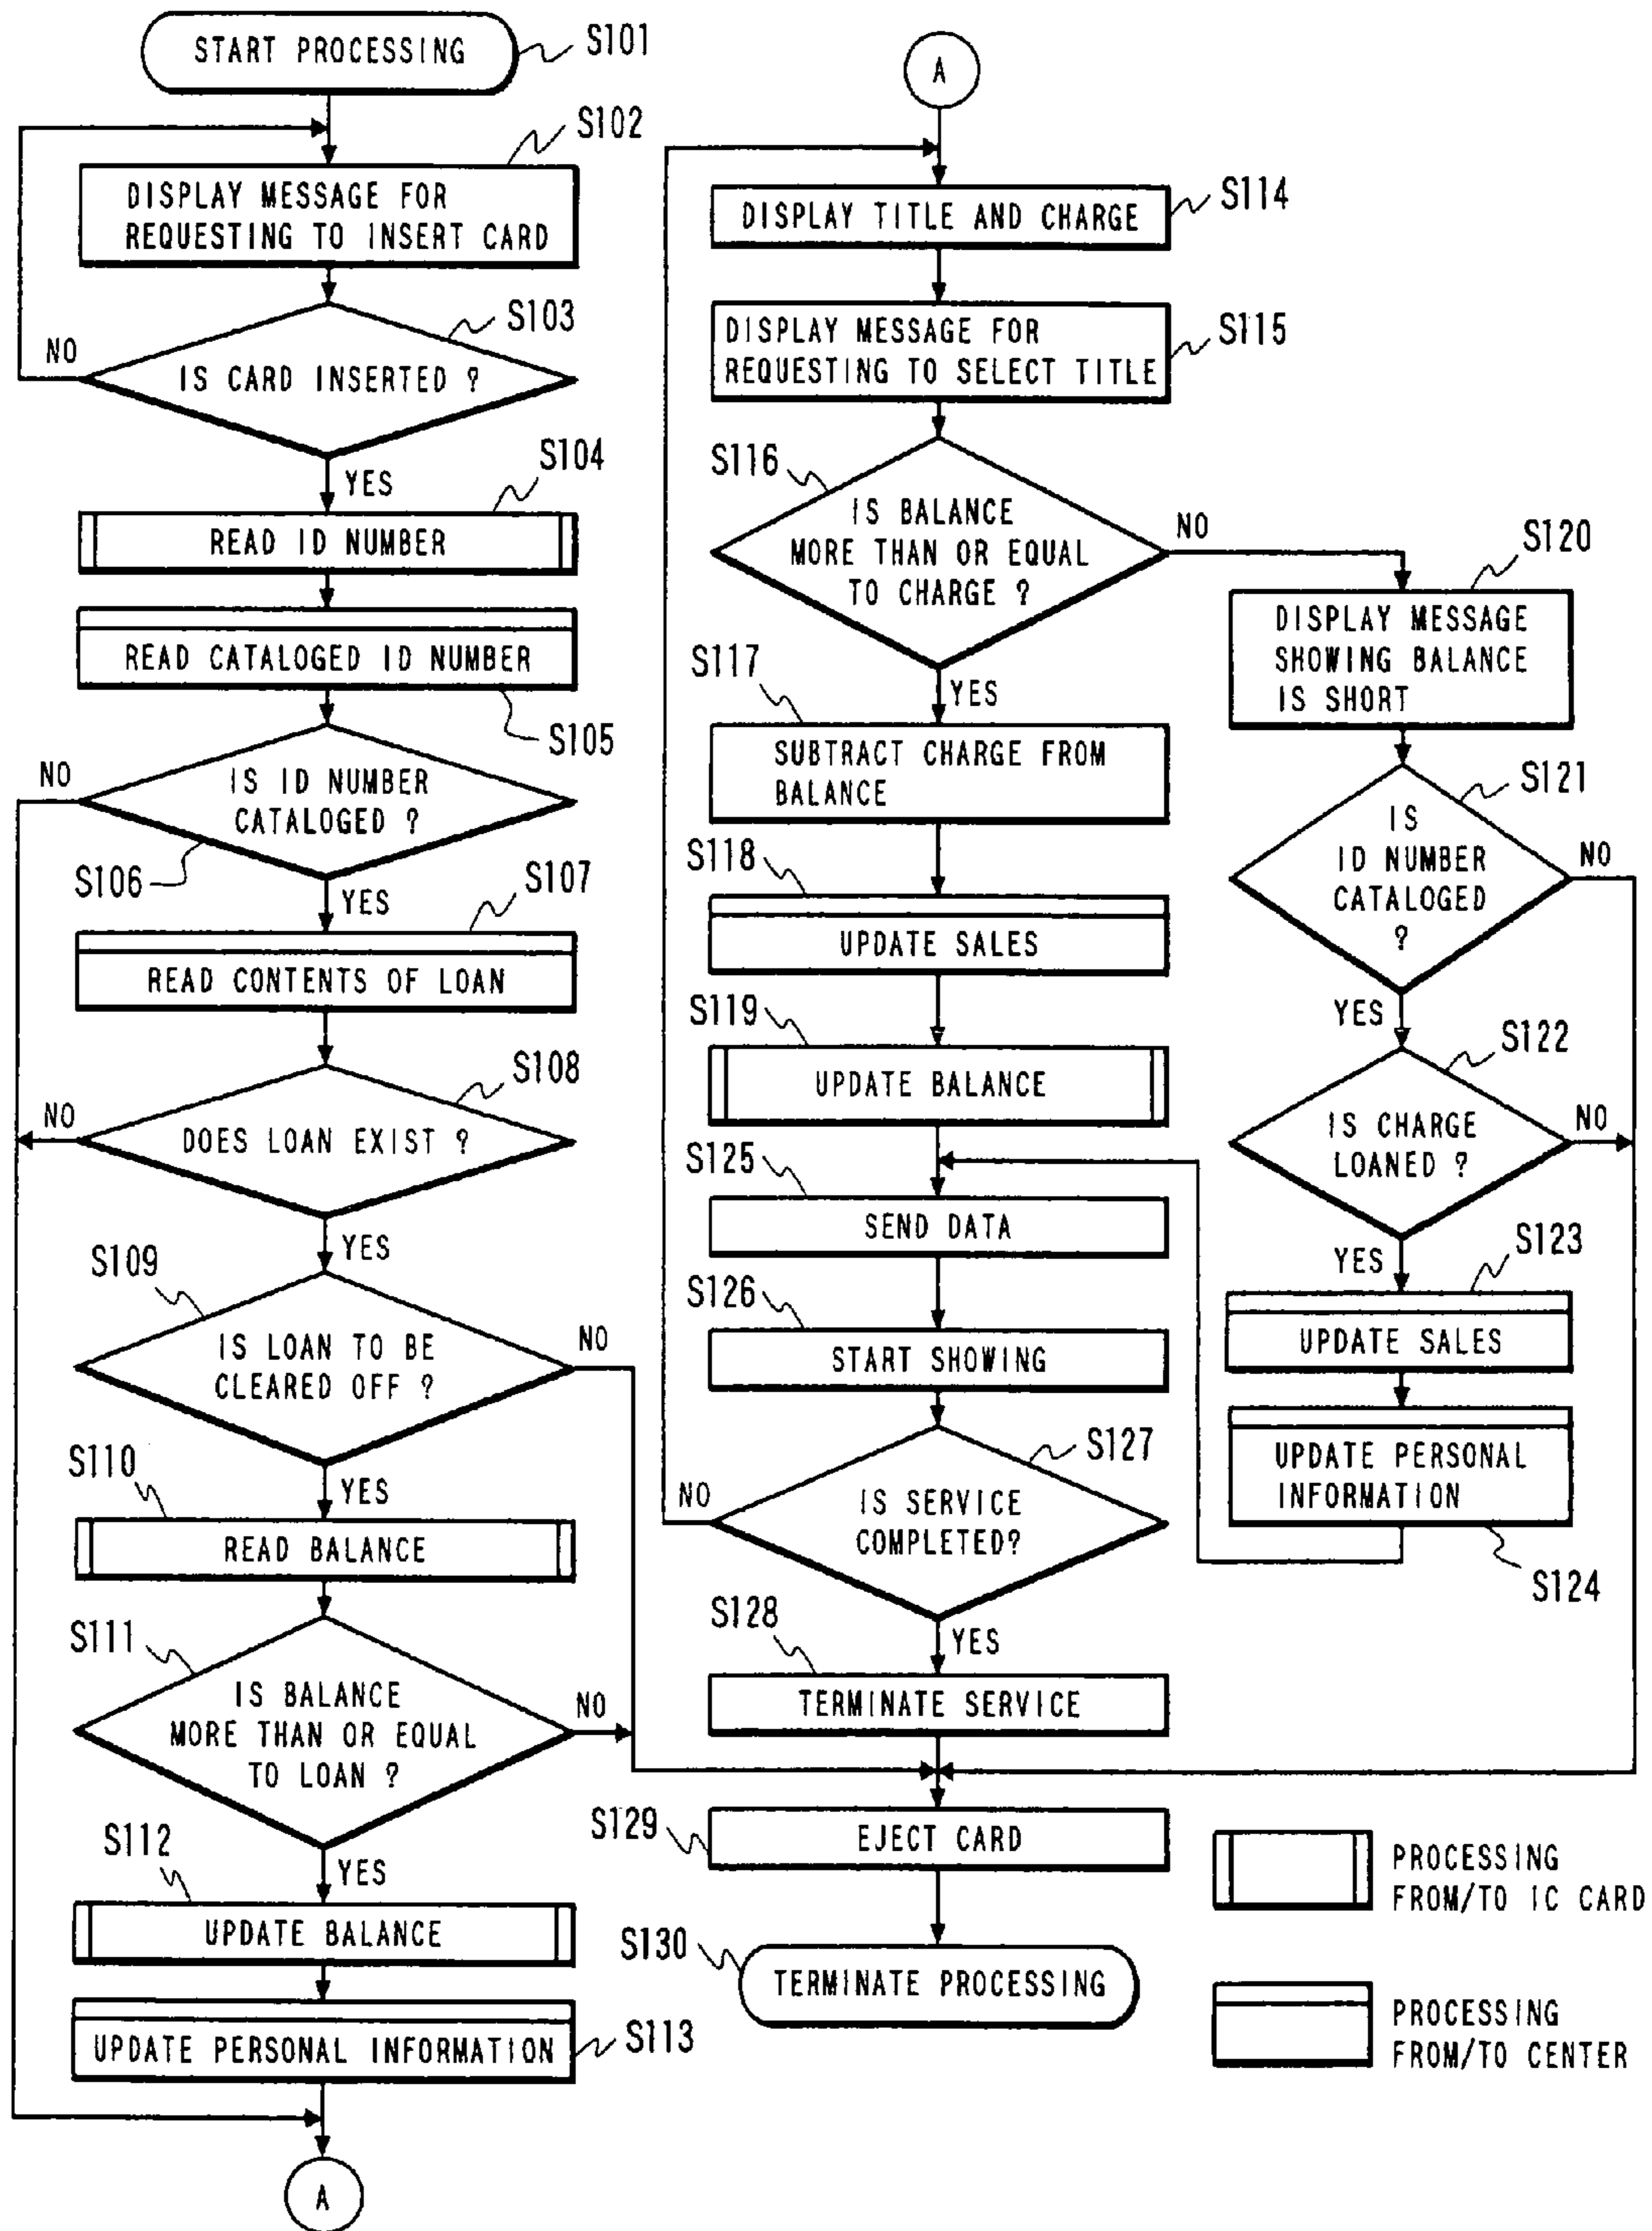 START PROCESSING
S101
S102
DISPLAY MESSAGE FOR
REQUESTING TO INSERT CARD
S103
NO
IS CARD INSERTED ?
YES
S104
READ ID NUMBER
READ CATALOGED ID NUMBER
S105
NO
IS ID NUMBER
CATALOGED ?
S106
YES
S107
READ CONTENTS OF LOAN
S108
NO
DOES LOAN EXIST ?
YES
S109
IS LOAN TO BE
CLEARED OFF ?
NO
YES
S110
READ BALANCE
S111
IS BALANCE
MORE THAN OR EQUAL
TO LOAN ?
NO
YES
S112
UPDATE BALANCE
UPDATE PERSONAL INFORMATION
S113
A
A
DISPLAY TITLE AND CHARGE
S114
DISPLAY MESSAGE FOR
REQUESTING TO SELECT TITLE
S115
S116
IS BALANCE
MORE THAN OR EQUAL
TO CHARGE ?
NO
YES
S117
SUBTRACT CHARGE FROM
BALANCE
S118
UPDATE SALES
S119
UPDATE BALANCE
S125
SEND DATA
S126
START SHOWING
S127
NO
IS SERVICE
COMPLETED?
YES
S128
TERMINATE SERVICE
S129
EJECT CARD
S130
TERMINATE PROCESSING
S120
DISPLAY MESSAGE
SHOWING BALANCE
IS SHORT
S121
IS
ID NUMBER
CATALOGED
?
NO
YES
S122
IS CHARGE
LOANED ?
NO
YES
S123
UPDATE SALES
UPDATE PERSONAL
INFORMATION
S124
PROCESSING
FROM/TO IC CARD
PROCESSING
FROM/TO CENTER